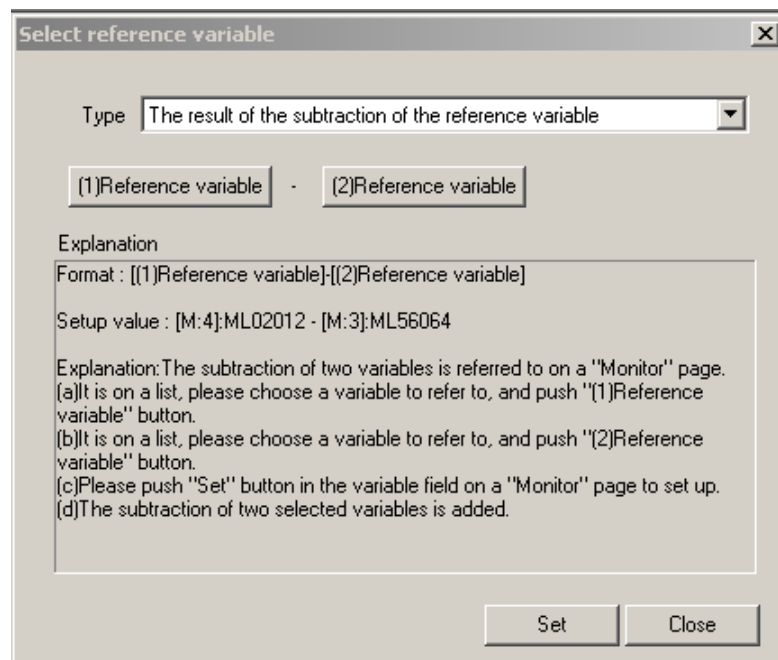 Select reference variable
Type The result of the subtraction of the reference variable
(1)Reference variable - (2)Reference variable
Explanation
Format : [(1)Reference variable]-[(2)Reference variable]
Setup value : [M:4]:ML02012 - [M:3]:ML56064
Explanation:The subtraction of two variables is referred to on a "Monitor" page.
(a)It is on a list, please choose a variable to refer to, and push "(1)Reference
variable" button.
(b)It is on a list, please choose a variable to refer to, and push "(2)Reference
variable" button.
(c)Please push "Set" button in the variable field on a "Monitor" page to set up.
(d)The subtraction of two selected variables is added.
Set Close